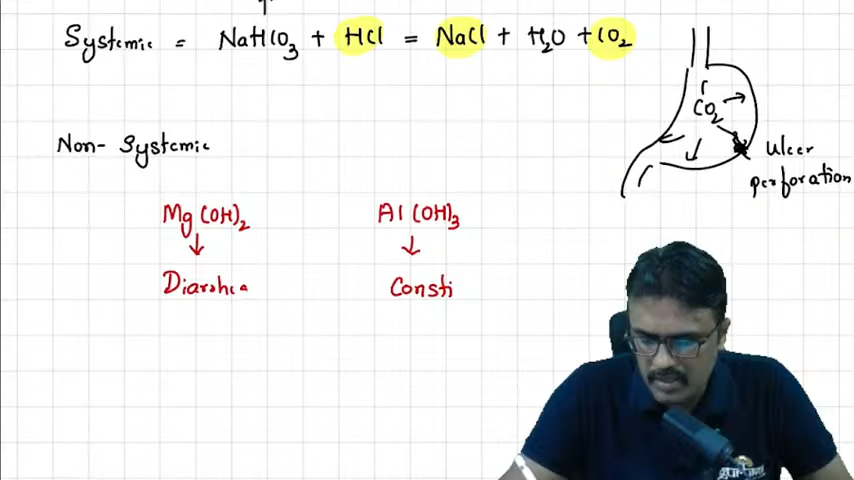 Systemic = NaHCO3 + HCl = NaCl + H2O + CO2
CO2
Non- Systemic
Ulcer
perforation
Mg(OH)2 Al(OH)3
Diarrhea Consti